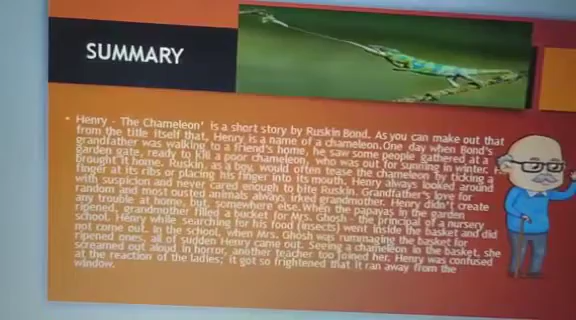 SUMMARY
• Henry - The Chameleon' is a short story by Ruskin Bond. As you can make out that
from the title itself that, Henry is a name of a chameleon.One day when Bond's
grandfather was walking to a friend's home, he saw some people gathered at a
garden gate, ready to kill a poor chameleon, who was out for sunning in winter.
brought it home. Ruskin, as a boy, would often tease the chameleon by ticking a
finger at its ribs or placing his finger into its mouth. Henry always looked around
with suspicion and never cared enough to bite Ruskin. Grandfather's love for
random and most ousted animals always irked grandmother. Henry didn't create
any trouble at home, but, somewhere else. When the papayas in the garden
ripened, grandmother filled a bucket for Mrs. Ghosh - the principal of a nursery
school. Henry while searching for his food (insects) went inside the basket and did
not come out. In the school, when Mrs. Ghosh was rummaging the basket for
ripened ones, all of sudden Henry came out. Seeing a chameleon in the basket, she
screamed out aloud in horror, another teacher too joined her. Henry was confused
at the reaction of the ladies; it got so frightened that it ran away from the
window.